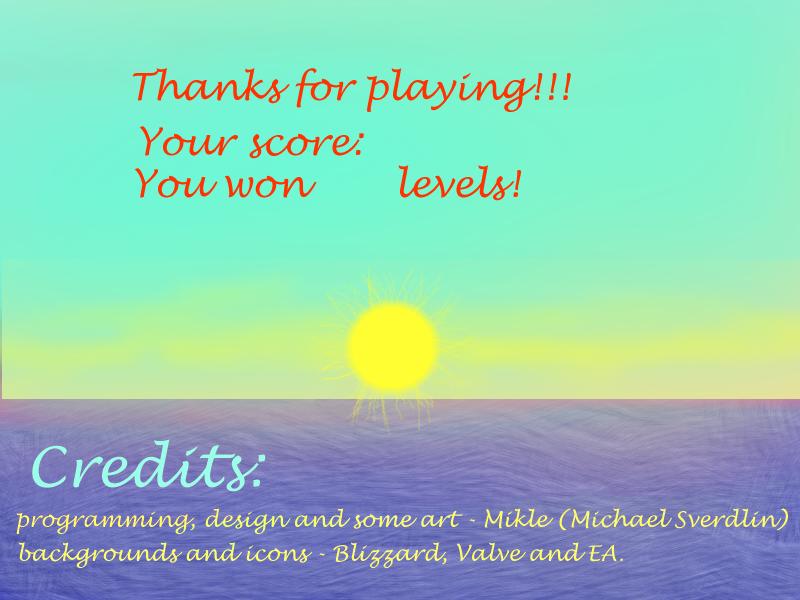 Thanks for playing!!!
Your score:
You won levels!
Credits:
programming, design and some art - Mikle (Michael Sverdlin)
backgrounds and icons - Blizzard, Valve and EA.